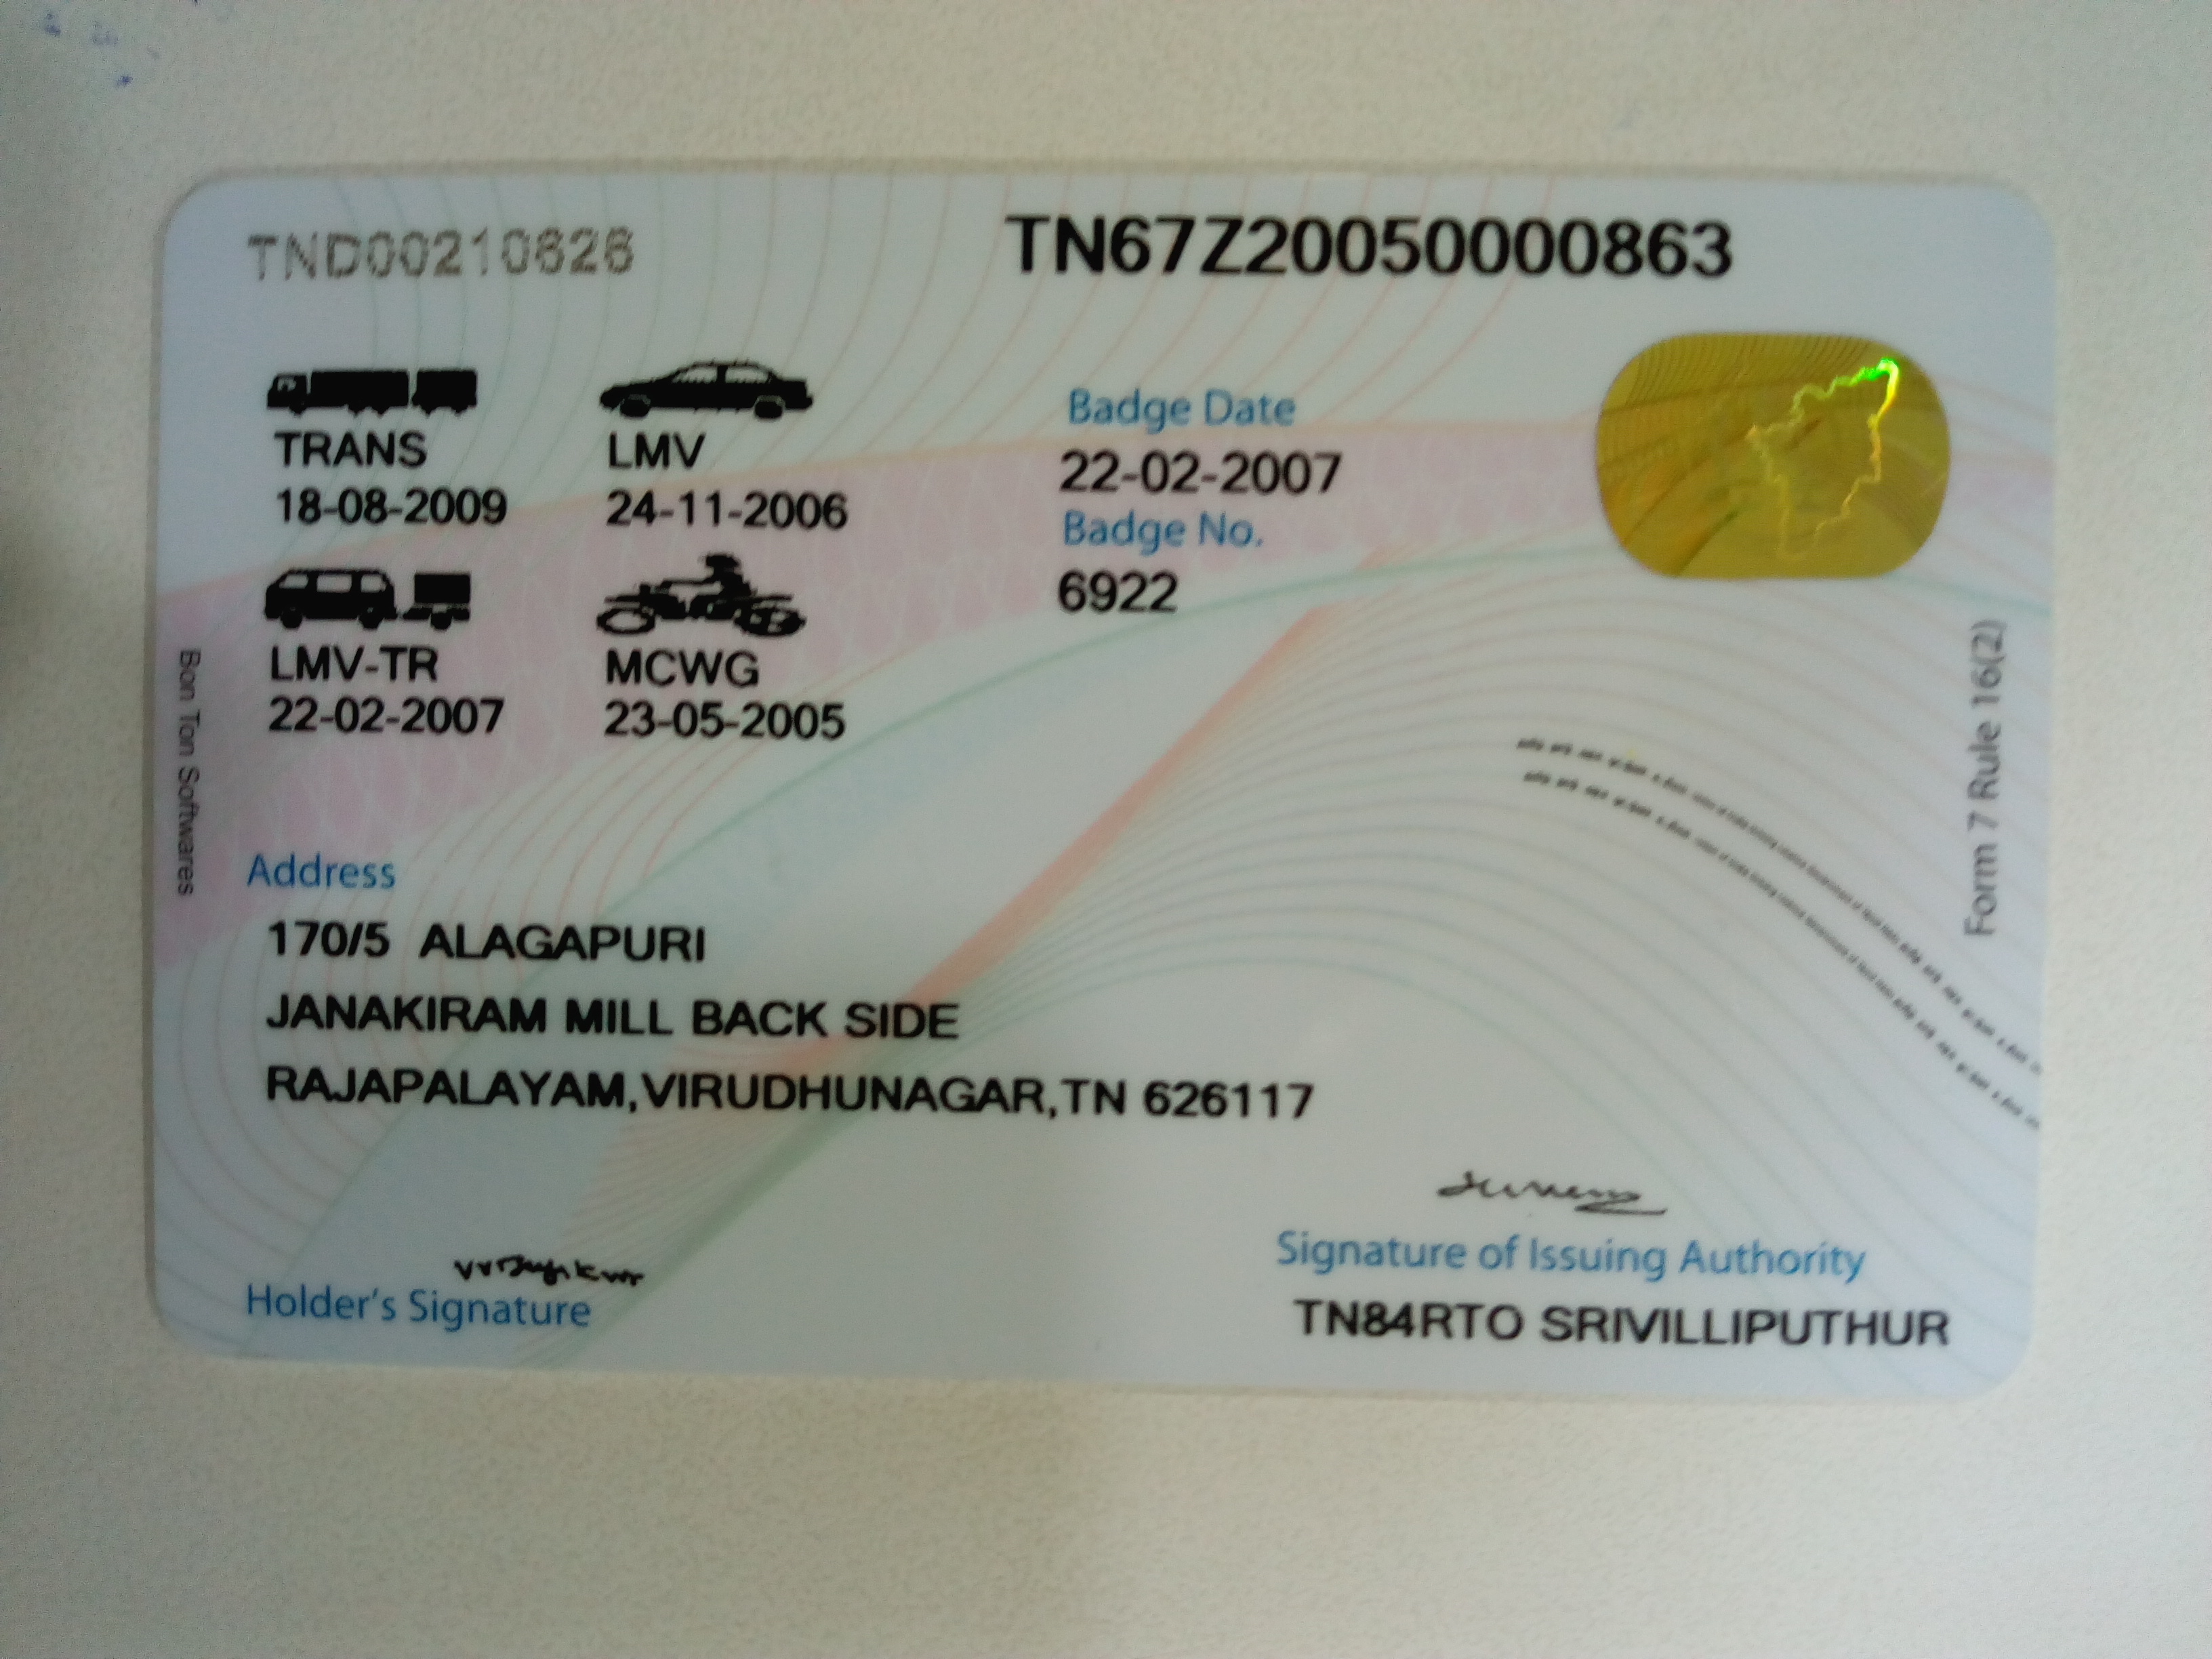 TND00210626
TN67Z20050000863
TRANS
18-08-2009
LMV
24-11-2006
Badge Date
22-02-2007
Badge No.
6922
LMV-TR
22-02-2007
MCWG
23-05-2005
Bon Ton Softwares
Form 7 Rule 16(2)
Address
170/5 ALAGAPURI
JANAKIRAM MILL BACK SIDE
RAJAPALAYAM,VIRUDHUNAGAR,TN 626117
Holder's Signature
Signature of Issuing Authority
TN84RTO SRIVILLIPUTHUR